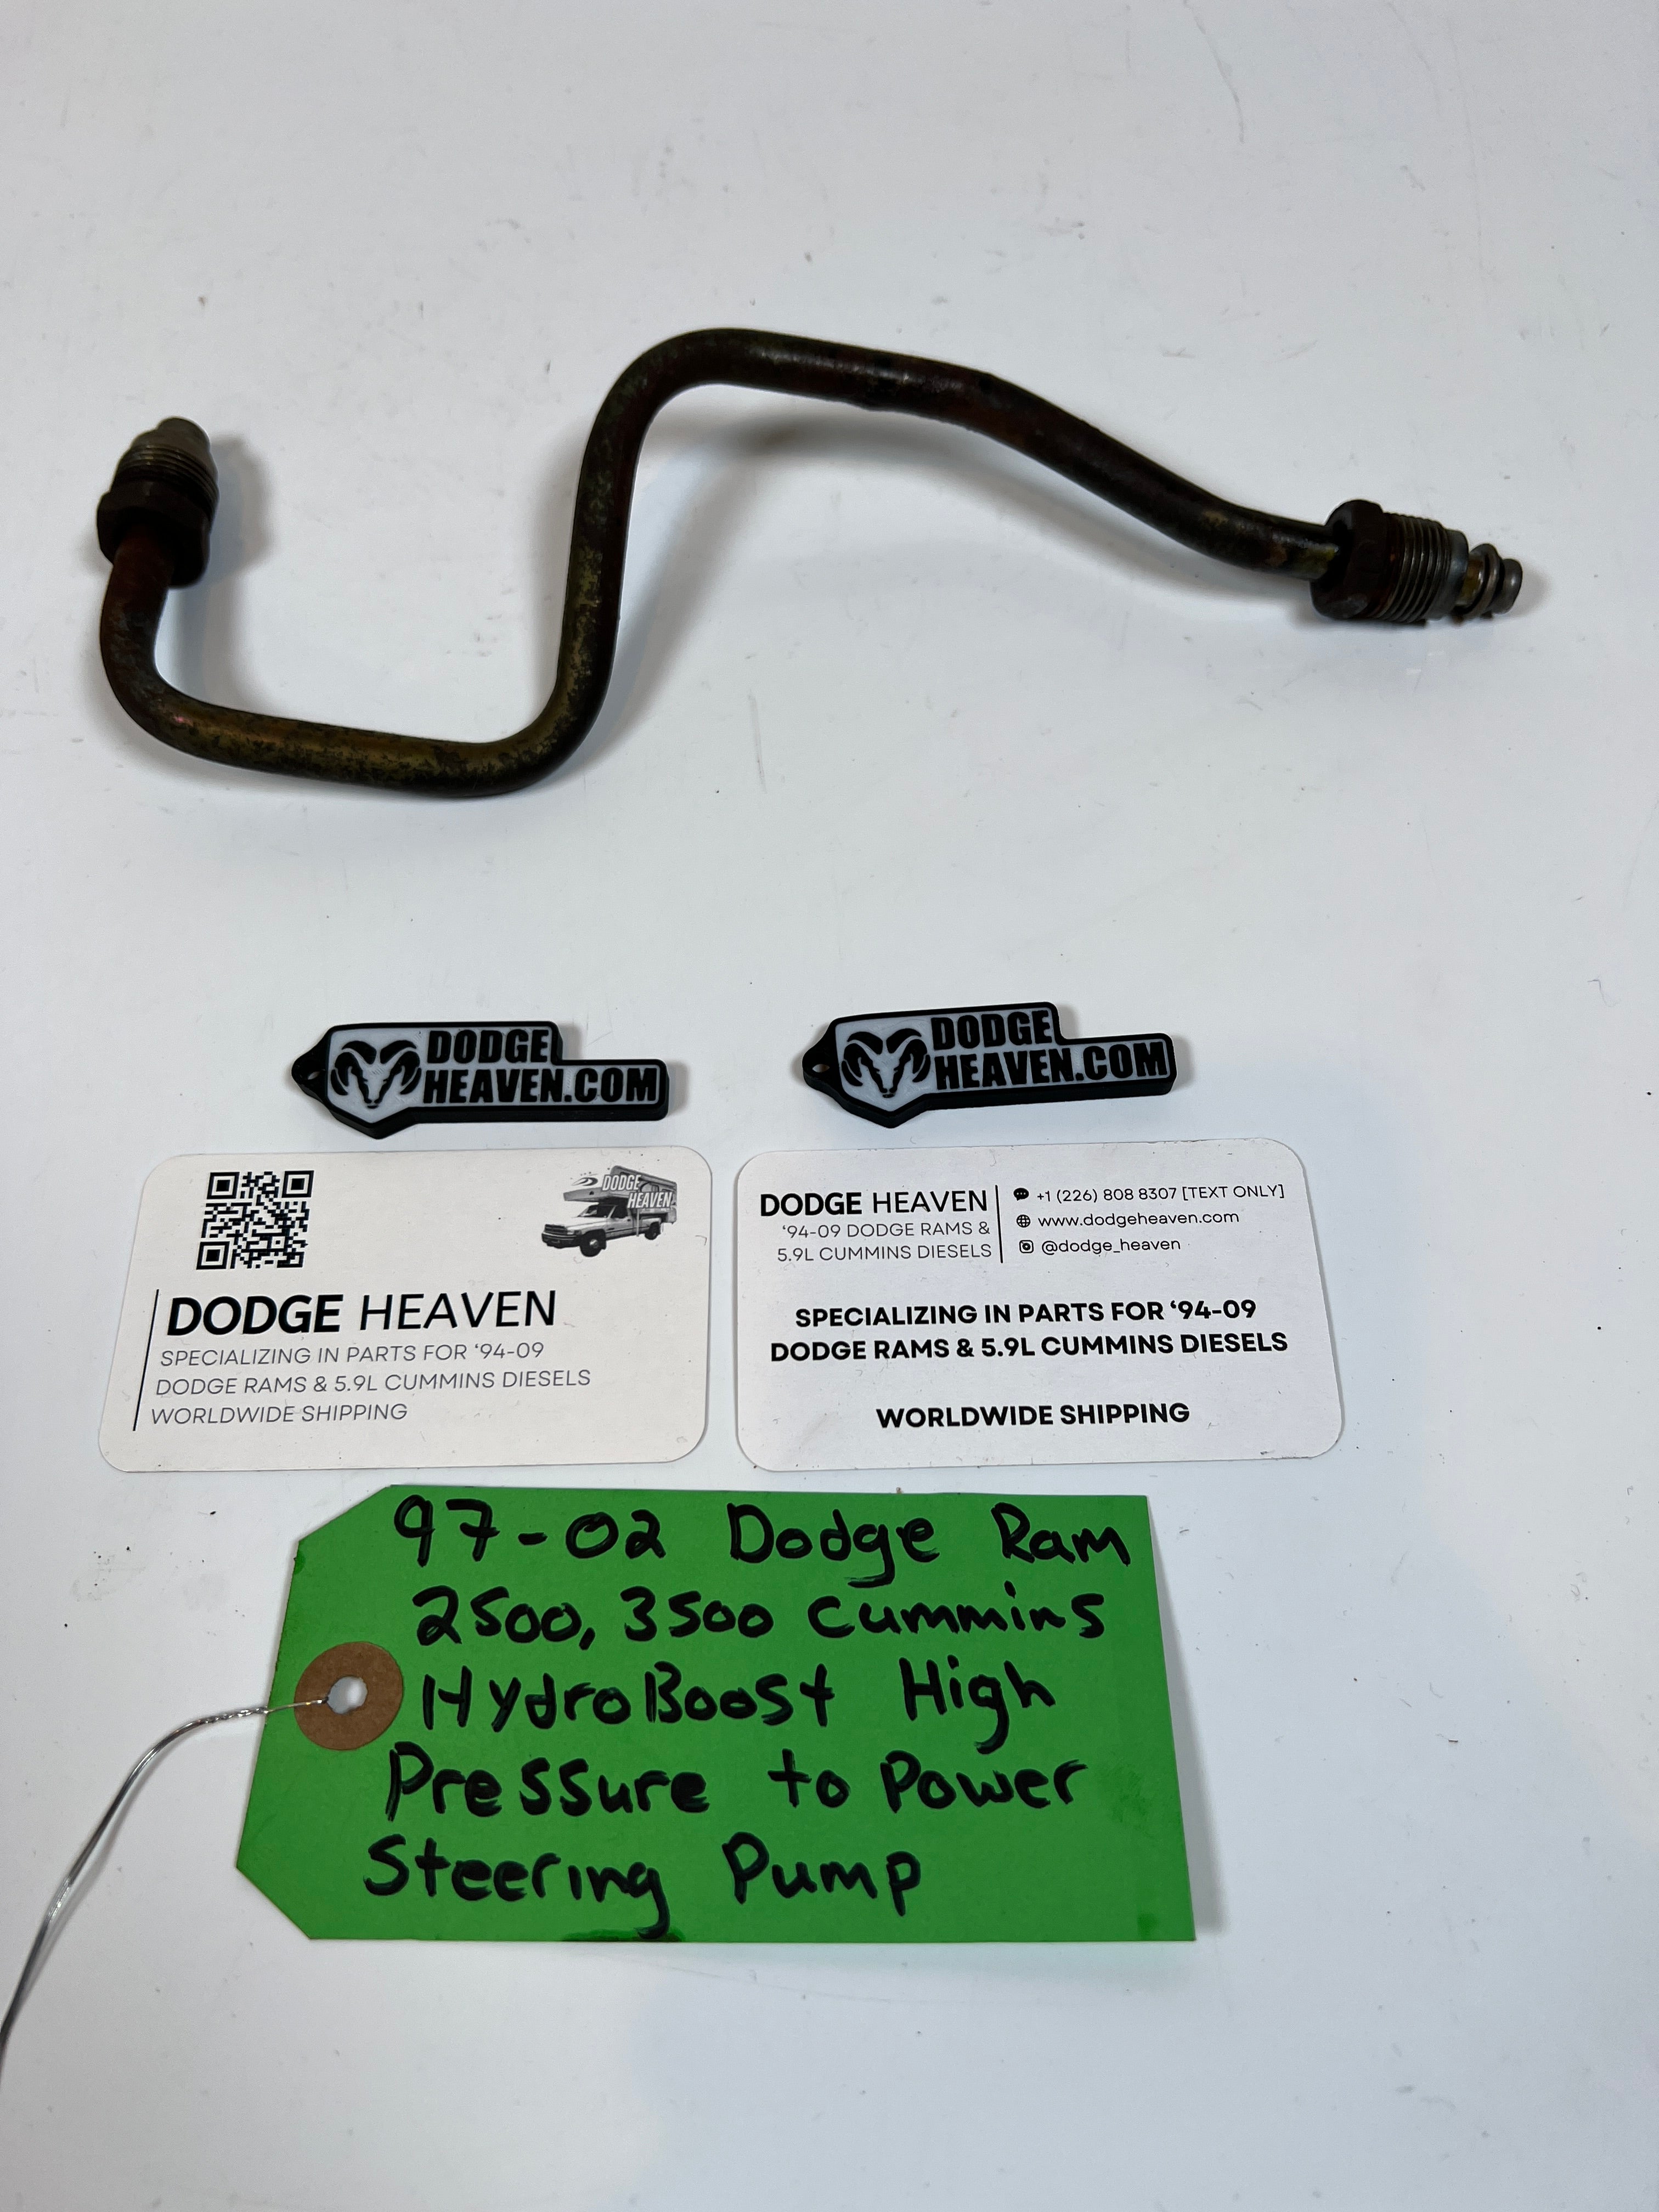 DODGE
HEAVEN.COM
DODGE
HEAVEN.COM
DODGE
HEAVEN
DODGE HEAVEN
SPECIALIZING IN PARTS FOR ‘94-09
DODGE RAMS & 5.9L CUMMINS DIESELS
WORLDWIDE SHIPPING
DODGE HEAVEN
‘94-09 DODGE RAMS &
5.9L CUMMINS DIESELS
+1 (226) 808 8307 [TEXT ONLY]
www.dodgeheaven.com
@dodge_heaven
SPECIALIZING IN PARTS FOR ‘94-09
DODGE RAMS & 5.9L CUMMINS DIESELS
WORLDWIDE SHIPPING
97-02 Dodge Ram
2500, 3500 Cummins
HydroBoost High
Pressure to Power
Steering Pump